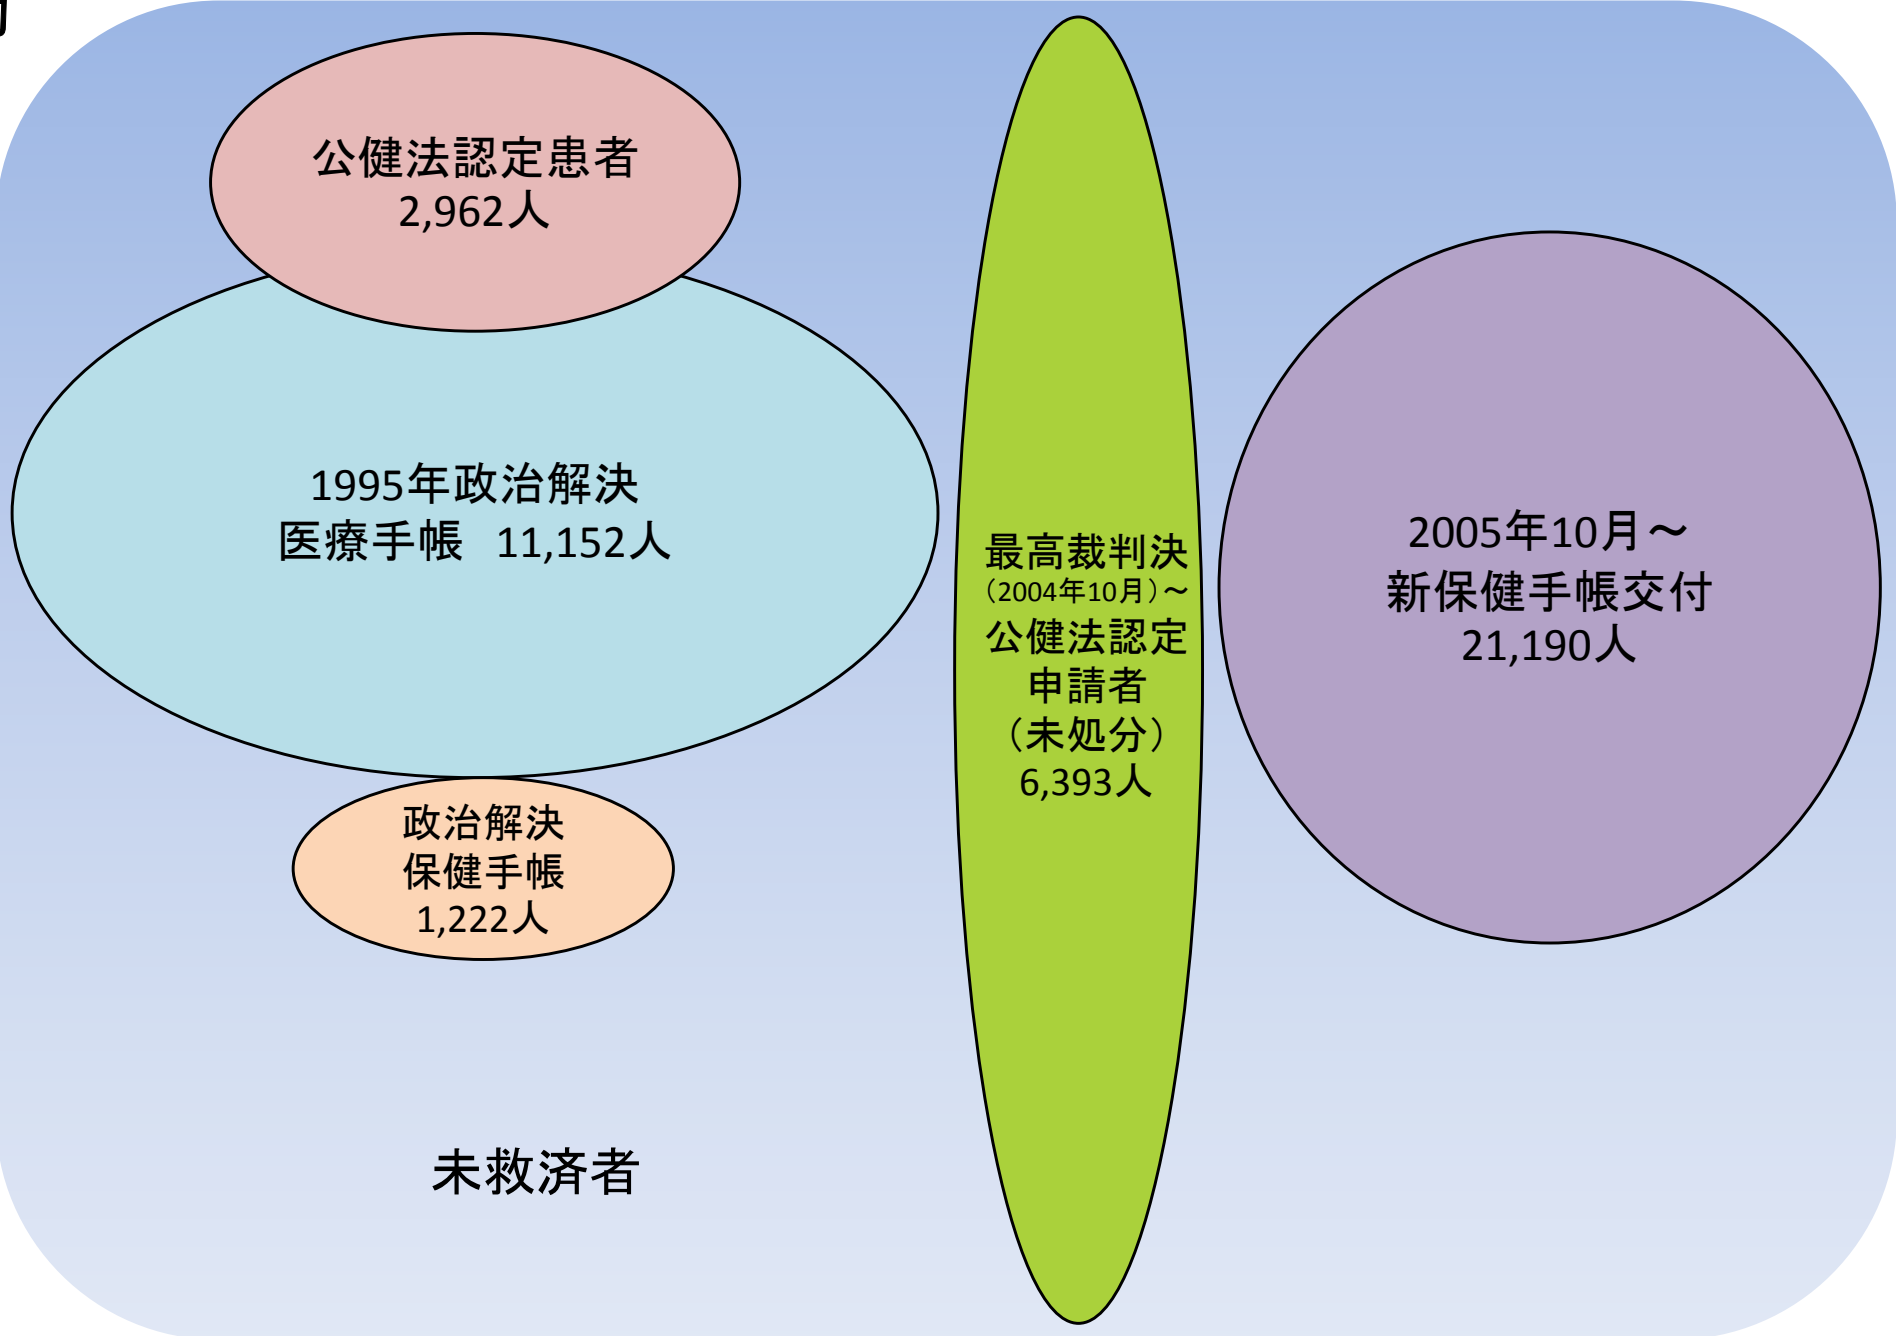 公健法認定患者
2,962人
1995年政治解決
医療手帳 11,152人
政治解決
保健手帳
1,222人
未救済者
最高裁判決
（2004年10月）～
公健法認定
申請者
（未処分）
6,393人
2005年10月～
新保健手帳交付
21,190人